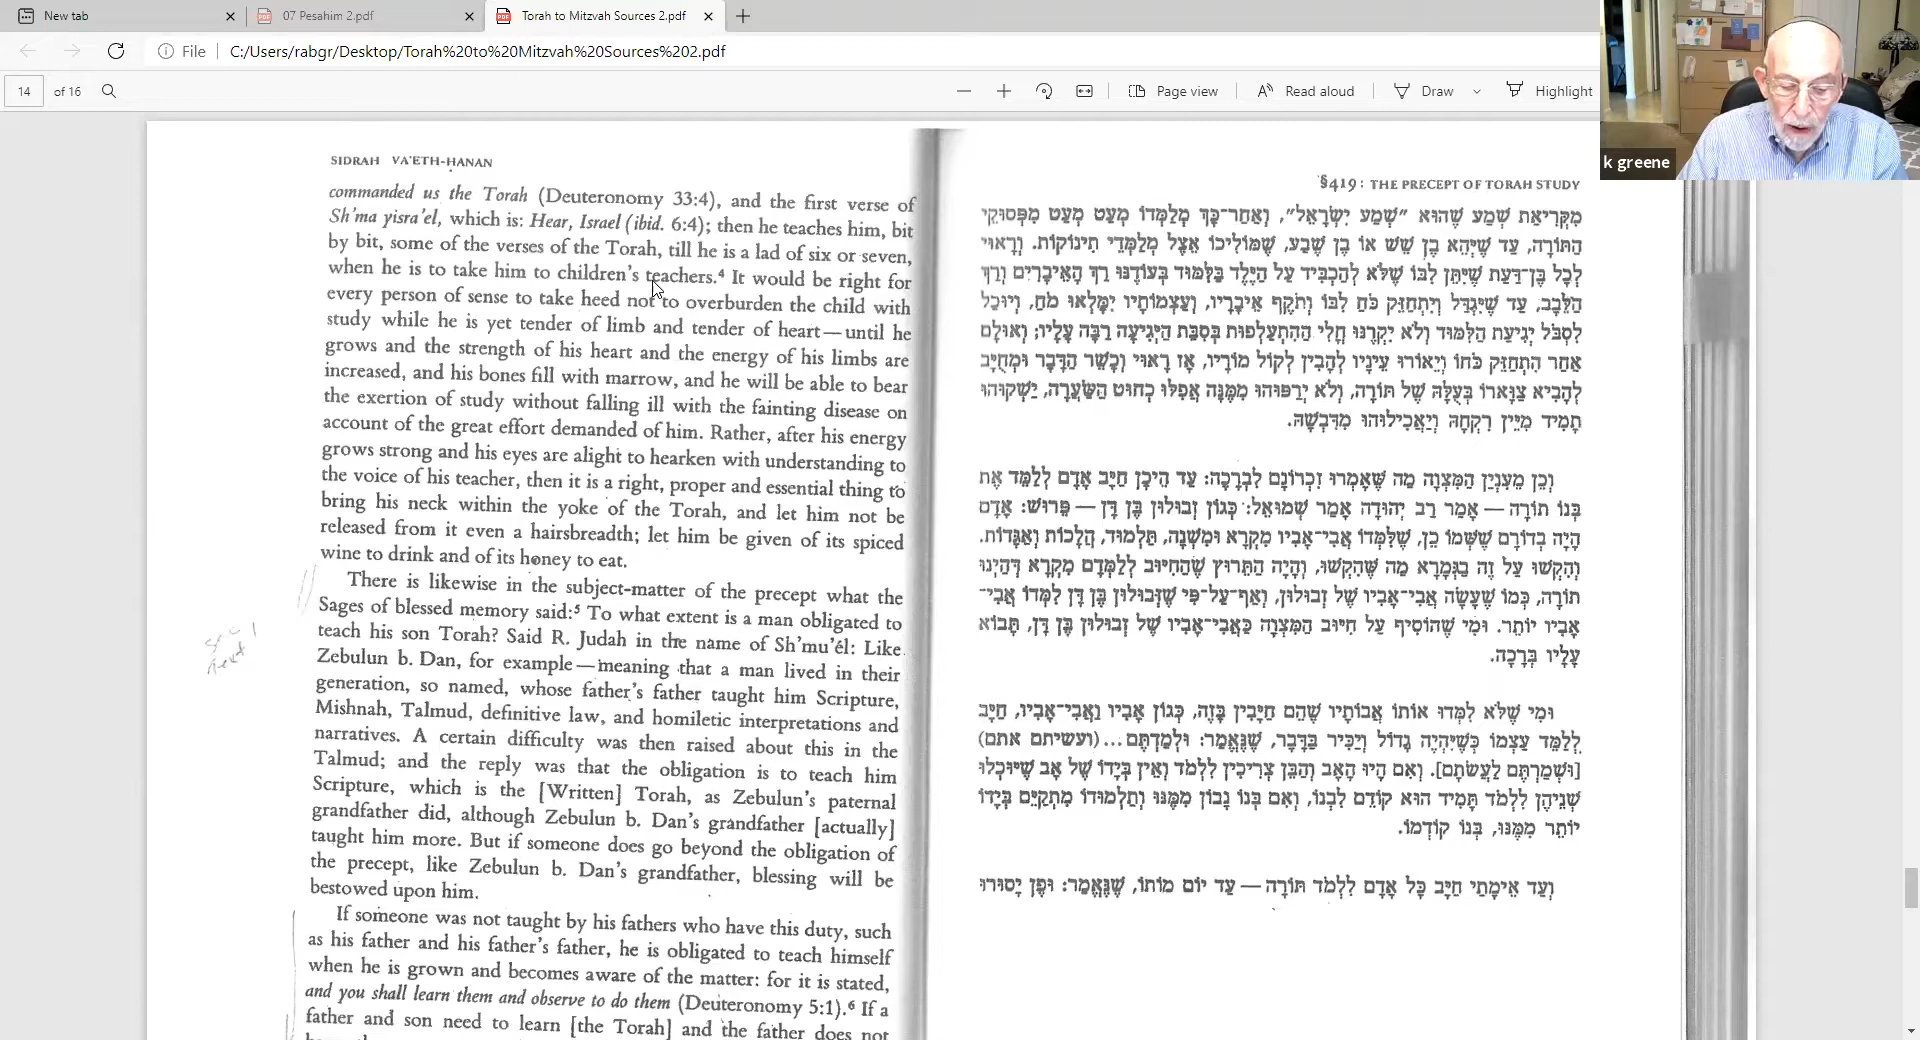 New tab
07 Pesahim 2.pdf
Torah to Mitzvah Sources 2.pdf
File
C:/Users/rabgr/Desktop/Torah%20to%20Mitzvah%20Sources%202.pdf
14
of 16
Page view
Read aloud
Draw
Highlight
k greene
SIDRAH VA'ETH-ḤANAN
commanded us the Torah (Deuteronomy 33:4), and the first verse of
Sh'ma yisra'el, which is: Hear, Israel (ibid. 6:4); then he teaches him, bit
by bit, some of the verses of the Torah, till he is a lad of six or seven,
when he is to take him to children's teachers.⁴ It would be right for
every person of sense to take heed not to overburden the child with
study while he is yet tender of limb and tender of heart—until he
grows and the strength of his heart and the energy of his limbs are
increased, and his bones fill with marrow, and he will be able to bear
the exertion of study without falling ill with the fainting disease on
account of the great effort demanded of him. Rather, after his energy
grows strong and his eyes are alight to hearken with understanding to
the voice of his teacher, then it is a right, proper and essential thing to
bring his neck within the yoke of the Torah, and let him not be
released from it even a hairsbreadth; let him be given of its spiced
wine to drink and of its honey to eat.
There is likewise in the subject-matter of the precept what the
Sages of blessed memory said:⁵ To what extent is a man obligated to
teach his son Torah? Said R. Judah in the name of Sh'mu'él: Like
Zebulun b. Dan, for example—meaning that a man lived in their
generation, so named, whose father's father taught him Scripture,
Mishnah, Talmud, definitive law, and homiletic interpretations and
narratives. A certain difficulty was then raised about this in the
Talmud; and the reply was that the obligation is to teach him
Scripture, which is the [Written] Torah, as Zebulun's paternal
grandfather did, although Zebulun b. Dan's grandfather [actually]
taught him more. But if someone does go beyond the obligation of
the precept, like Zebulun b. Dan's grandfather, blessing will be
bestowed upon him.
If someone was not taught by his fathers who have this duty, such
as his father and his father's father, he is obligated to teach himself
when he is grown and becomes aware of the matter: for it is stated,
and you shall learn them and observe to do them (Deuteronomy 5:1).⁶ If a
father and son need to learn [the Torah] and the father does not
next
§419: THE PRECEPT OF TORAH STUDY
מִקְּרִיאַת שְׁמַע שֶׁהוּא "שְׁמַע יִשְׂרָאֵל", וְאַחַר־כָּךְ מְלַמְּדוֹ מְעַט מְעַט מִפְּסוּקֵי
הַתּוֹרָה, עַד שֶׁיְּהֵא בֶן שֵׁשׁ אוֹ בֶן שֶׁבַע, שֶׁמּוֹלִיכוֹ אֵצֶל מְלַמְּדֵי תִינוֹקוֹת. וְרָאוּי
לְכָל בֶּן־דַּעַת שֶׁיִּתֵּן לִבּוֹ שֶׁלֹּא לְהַכְבִּיד עַל הַיֶּלֶד בַּלִּמּוּד בְּעוֹדֶנּוּ רַךְ הָאֵיבָרִים וְרַךְ
הַלֵּבָב, עַד שֶׁיִּגְדַּל וְיִתְחַזֵּק כֹּחַ לִבּוֹ וְתֹקֶף אֵיבָרָיו, וְעַצְמוֹתָיו יִמָּלְאוּ מֹחַ, וְיוּכַל
לִסְבֹּל יְגִיעַת הַלִּמּוּד וְלֹא יִקְרֶנּוּ חֳלִי הַהִתְעַלְּפוּת בְּסִבַּת הַיְגִיעָה רַבָּה עָלָיו; וְאוּלָם
אַחַר הִתְחַזֵּק כֹּחוֹ וְיֵאוֹרוּ עֵינָיו לְהָבִין לְקוֹל מוֹרָיו, אָז רָאוּי וְכָשֵׁר הַדָּבָר וּמְחֻיָּב
לְהָבִיא צַוָּארוֹ בְּעֻלָּהּ שֶׁל תּוֹרָה, וְלֹא יַרְפּוּהוּ מִמֶּנָּה אֲפִלּוּ כְחוּט הַשַּׂעֲרָה, יַשְׁקוּהוּ
תָמִיד מִיֵּין רִקְחָהּ וְיַאֲכִילוּהוּ מִדִּבְשָׁהּ.
וְכֵן מֵעִנְיַן הַמִּצְוָה מַה שֶּׁאָמְרוּ זִכְרוֹנָם לִבְרָכָה: עַד הֵיכָן חַיָּב אָדָם לְלַמֵּד אֶת
בְּנוֹ תוֹרָה — אָמַר רַב יְהוּדָה אָמַר שְׁמוּאֵל: כְּגוֹן זְבוּלוּן בֶּן דָּן — פֵּרוּשׁ: אָדָם
הָיָה בְדוֹרָם שֶׁשְּׁמוֹ כֵן, שֶׁלִּמְּדוֹ אֲבִי־אָבִיו מִקְרָא וּמִשְׁנָה, תַּלְמוּד, הֲלָכוֹת וְאַגָּדוֹת.
וְהִקְשׁוּ עַל זֶה בַגְּמָרָא מַה שֶּׁהִקְשׁוּ, וְהָיָה הַתֵּרוּץ שֶׁהַחִיּוּב לְלַמְּדָם מִקְרָא דְּהַיְנוּ
תוֹרָה, כְּמוֹ שֶׁעָשָׂה אֲבִי־אָבִיו שֶׁל זְבוּלוּן, וְאַף־עַל־פִּי שֶׁזְּבוּלוּן בֶּן דָּן לִמְּדוֹ אֲבִי־
אָבִיו יוֹתֵר. וּמִי שֶׁהוֹסִיף עַל חִיּוּב הַמִּצְוָה כַּאֲבִי־אָבִיו שֶׁל זְבוּלוּן בֶּן דָּן, תָּבוֹא
עָלָיו בְּרָכָה.
וּמִי שֶׁלֹּא לִמְּדוּ אוֹתוֹ אֲבוֹתָיו שֶׁהֵם חַיָּבִין בָּזֶה, כְּגוֹן אָבִיו וַאֲבִי־אָבִיו, חַיָּב
לְלַמֵּד עַצְמוֹ כְּשֶׁיִּהְיֶה גָדוֹל וְיַכִּיר בַּדָּבָר, שֶׁנֶּאֱמַר: וּלְמַדְתֶּם... (ועשיתם אתם)
[וּשְׁמַרְתֶּם לַעֲשֹׂתָם]. וְאִם הָיוּ הָאָב וְהַבֵּן צְרִיכִין לִלְמֹד וְאֵין בְּיָדוֹ שֶׁל אָב שֶׁיּוּכְלוּ
שְׁנֵיהֶן לִלְמֹד תָּמִיד הוּא קוֹדֵם לִבְנוֹ, וְאִם בְּנוֹ נָבוֹן מִמֶּנּוּ וְתַלְמוּדוֹ מִתְקַיֵּם בְּיָדוֹ
יוֹתֵר מִמֶּנּוּ, בְּנוֹ קוֹדְמוֹ.
וְעַד אֵימָתַי חַיָּב כָּל אָדָם לִלְמֹד תּוֹרָה — עַד יוֹם מוֹתוֹ, שֶׁנֶּאֱמַר: וּפֶן יָסוּרוּ